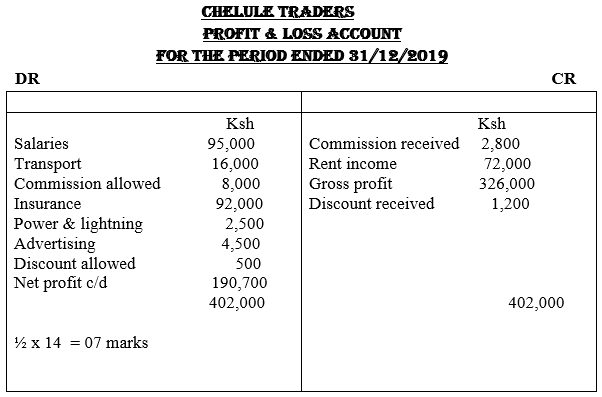 CHELULE TRADERS
PROFIT & LOSS ACCOUNT
FOR THE PERIOD ENDED 31/12/2019
DR CR
Ksh Ksh
Salaries 95,000 Commission received 2,800
Transport 16,000 Rent income 72,000
Commission allowed 8,000 Gross profit 326,000
Insurance 92,000 Discount received 1,200
Power & lightning 2,500
Advertising 4,500
Discount allowed 500
Net profit c/d 190,700
402,000 402,000
½ x 14 = 07 marks